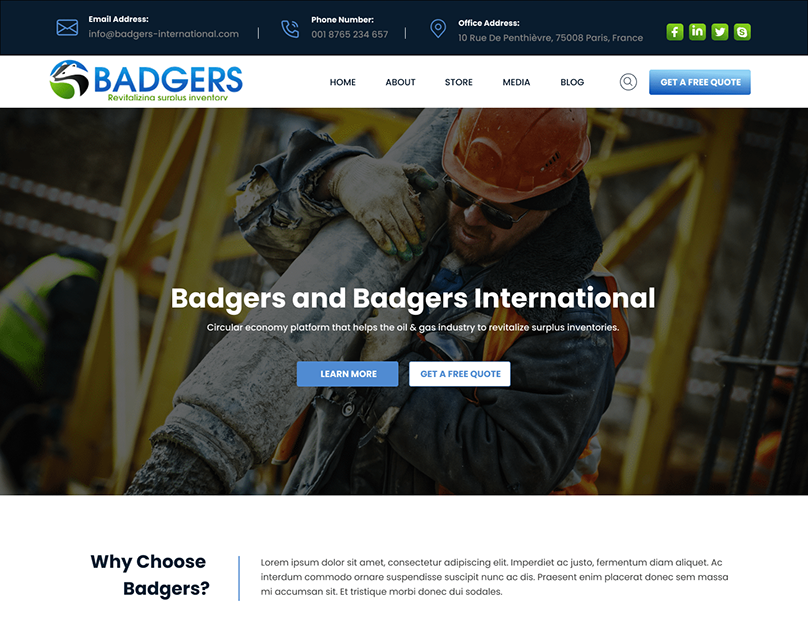 Email Address:
info@badgers-international.com
Phone Number:
001 8765 234 657
Office Address:
10 Rue De Penthièvre, 75008 Paris, France
BADGERS
Revitalizing surplus inventory
HOME ABOUT STORE MEDIA BLOG GET A FREE QUOTE
Badgers and Badgers International
Circular economy platform that helps the oil & gas industry to revitalize surplus inventories.
LEARN MORE GET A FREE QUOTE
Why Choose
Badgers?
Lorem ipsum dolor sit amet, consectetur adipiscing elit. Imperdiet ac justo, fermentum diam aliquet. Ac
interdum commodo ornare suspendisse suscipit nunc ac dis. Praesent enim placerat donec sem massa
mi accumsan sit. Et tristique morbi donec dui sodales.